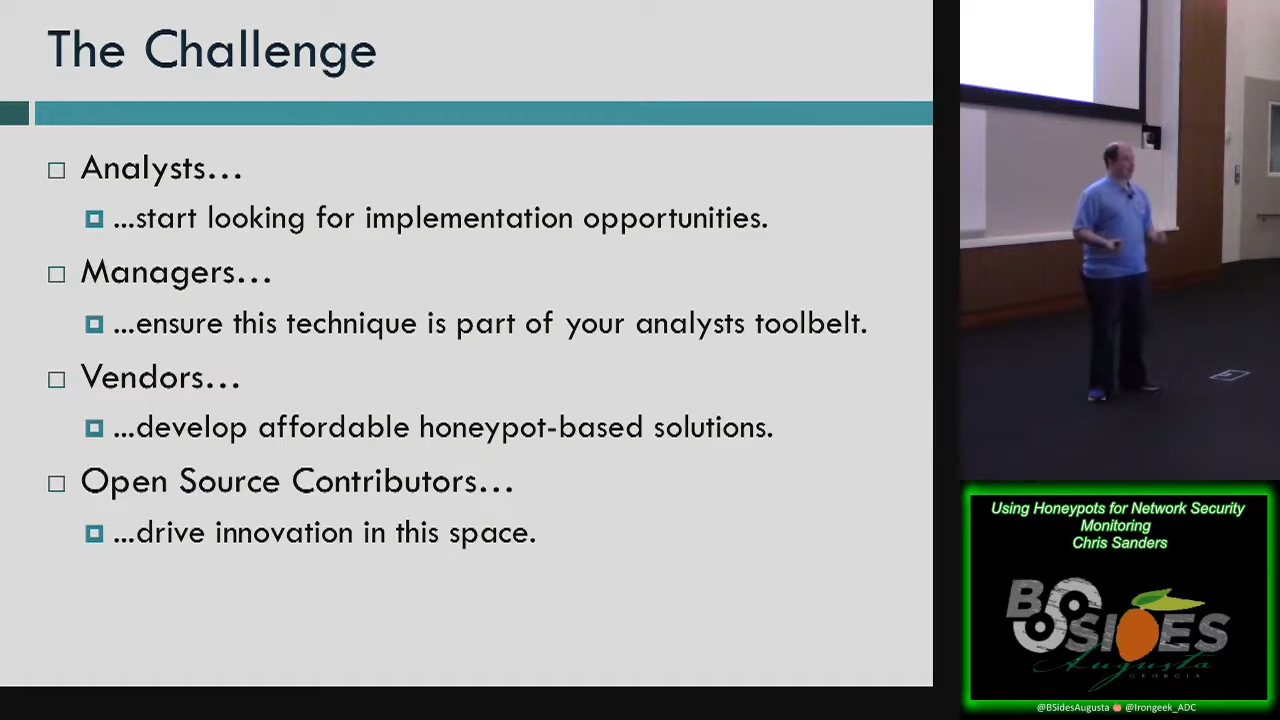 The Challenge
Analysts…
...start looking for implementation opportunities.
Managers…
...ensure this technique is part of your analysts toolbelt.
Vendors…
...develop affordable honeypot-based solutions.
Open Source Contributors…
...drive innovation in this space.
Using Honeypots for Network Security
Monitoring
Chris Sanders
BSIDES
Augusta
GEORGIA
@BSidesAugusta @Irongeek_ADC